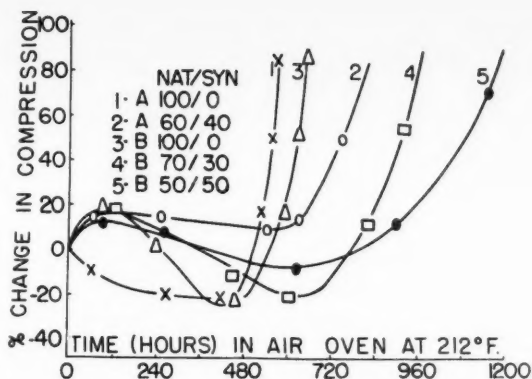 % CHANGE IN COMPRESSION
100
80
60
40
20
0
-20
-40
NAT/SYN
1- A 100/0
2- A 60/40
3- B 100/0
4- B 70/30
5- B 50/50
1
3
2
4
5
TIME (HOURS) IN AIR OVEN AT 212°F.
0 240 480 720 960 1200